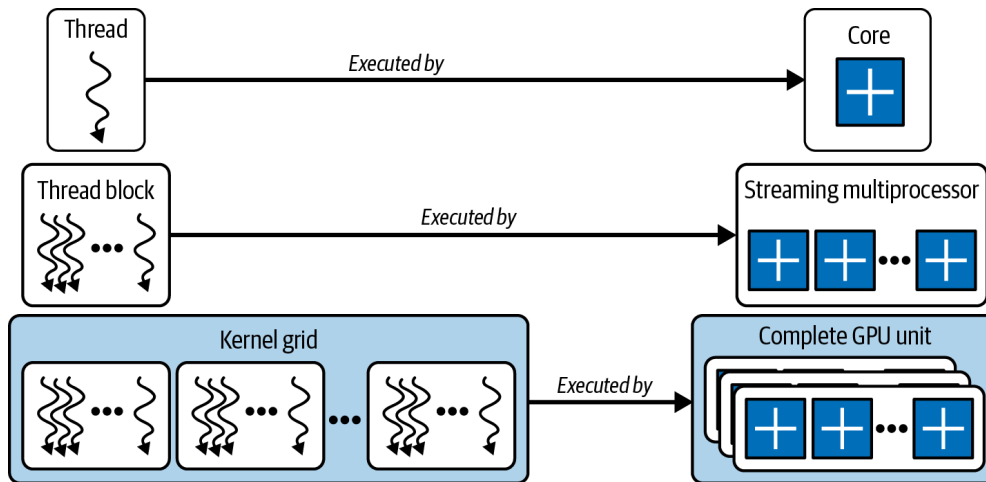 Thread
Executed by
Core
Thread block
Executed by
Streaming multiprocessor
Kernel grid
Executed by
Complete GPU unit